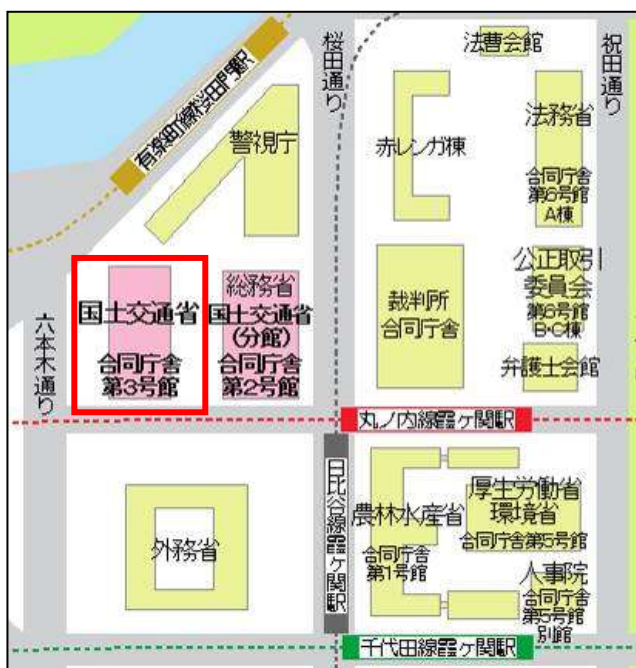 法曹会館
桜田通り
祝田通り
有楽町線桜田門駅
警視庁
赤レンガ棟
法務省
合同庁舎
第6号館
A棟
国土交通省
合同庁舎
第3号館
総務省
国土交通省
(分館)
合同庁舎
第2号館
裁判所
合同庁舎
公正取引
委員会
第6号館
B・C棟
弁護士会館
六本木通り
丸ノ内線霞ヶ関駅
日比谷線霞ヶ関駅
外務省
農林水産省
合同庁舎
第1号館
厚生労働省
環境省
合同庁舎第5号館
人事院
合同庁舎
第5号館
別館
千代田線霞ヶ関駅